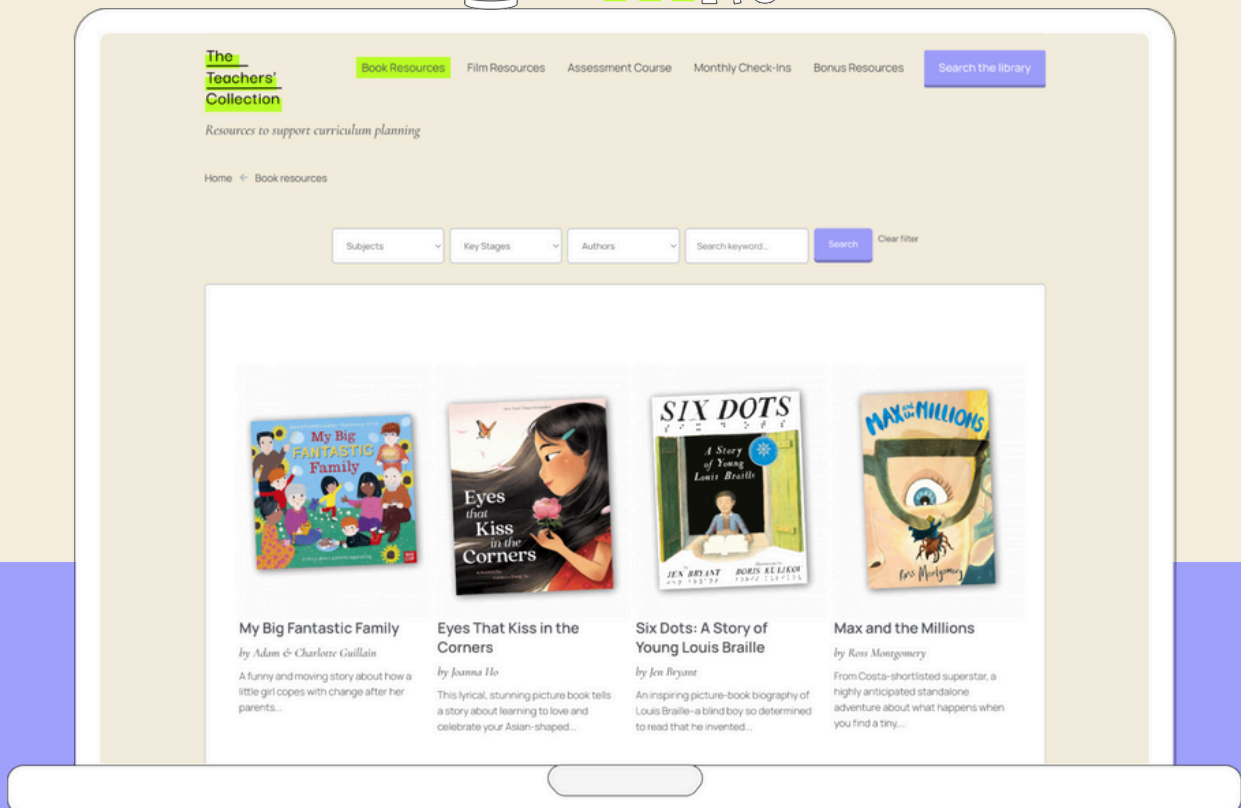 The
Teachers'
Collection
Book Resources
Film Resources
Assessment Course
Monthly Check-Ins
Bonus Resources
Search the library
Resources to support curriculum planning
Home ← Book resources
Subjects
Key Stages
Authors
Search keyword...
Search
Clear filter
My Big
FANTASTIC
Family
Eyes
that
Kiss
in the
Corners
SIX DOTS
A Story
of Young
Louis Braille
JEN BRYANT
BORIS KULIKOV
MAX and the MILLIONS
Ross Montgomery
My Big Fantastic Family
by Adam & Charlotte Guillain
A funny and moving story about how a
little girl copes with change after her
parents...
Eyes That Kiss in the
Corners
by Joanna Ho
This lyrical, stunning picture book tells
a story about learning to love and
celebrate your Asian-shaped...
Six Dots: A Story of
Young Louis Braille
by Jen Bryant
An inspiring picture-book biography of
Louis Braille–a blind boy so determined
to read that he invented...
Max and the Millions
by Ross Montgomery
From Costa-shortlisted superstar, a
highly anticipated standalone
adventure about what happens when
you find a tiny,...